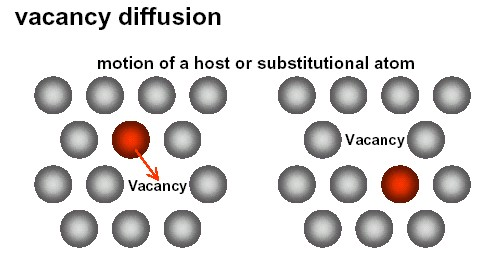 vacancy diffusion
motion of a host or substitutional atom
Vacancy
Vacancy